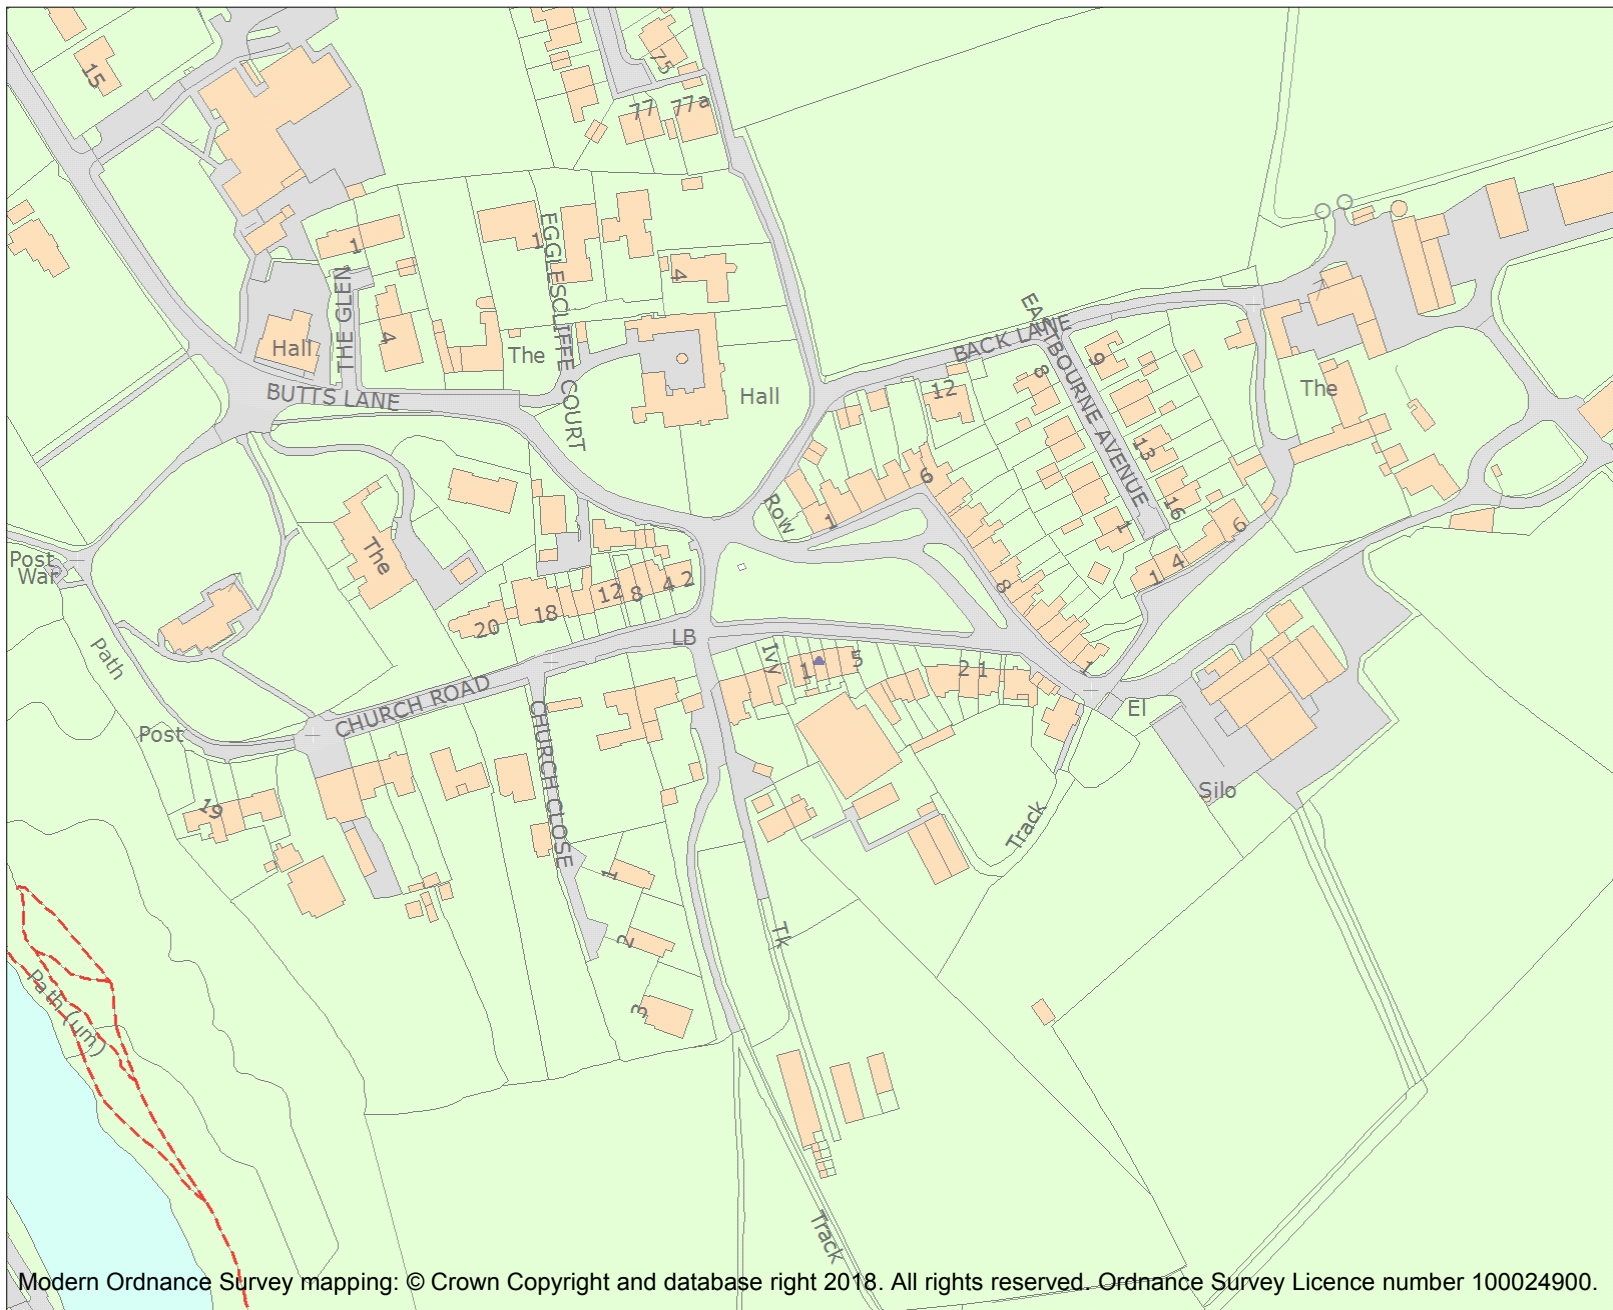 15
75
77
77a
1
THE GLEN
4
Hall
BUTTS LANE
1
EGGLESCLIFFE COURT
4
The
Hall
BACK LANE
EASTBOURNE AVENUE
12
8
9
13
16
1
The
Row
1
6
8
1
1
4
6
Post
War
The
Path
20
18
12
8
4
2
LB
Ivy
1
5
2
1
El
Silo
CHURCH ROAD
CHURCH CLOSE
Post
19
1
2
3
Tk
Track
Path (um)
Track
Modern Ordnance Survey mapping: © Crown Copyright and database right 2018. All rights reserved. Ordnance Survey Licence number 100024900.